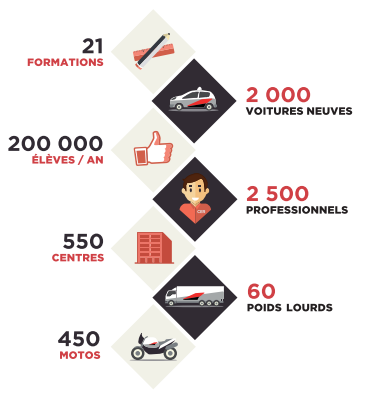 21
FORMATIONS
2 000
VOITURES NEUVES
200 000
ÉLÈVES / AN
2 500
PROFESSIONNELS
550
CENTRES
60
POIDS LOURDS
450
MOTOS